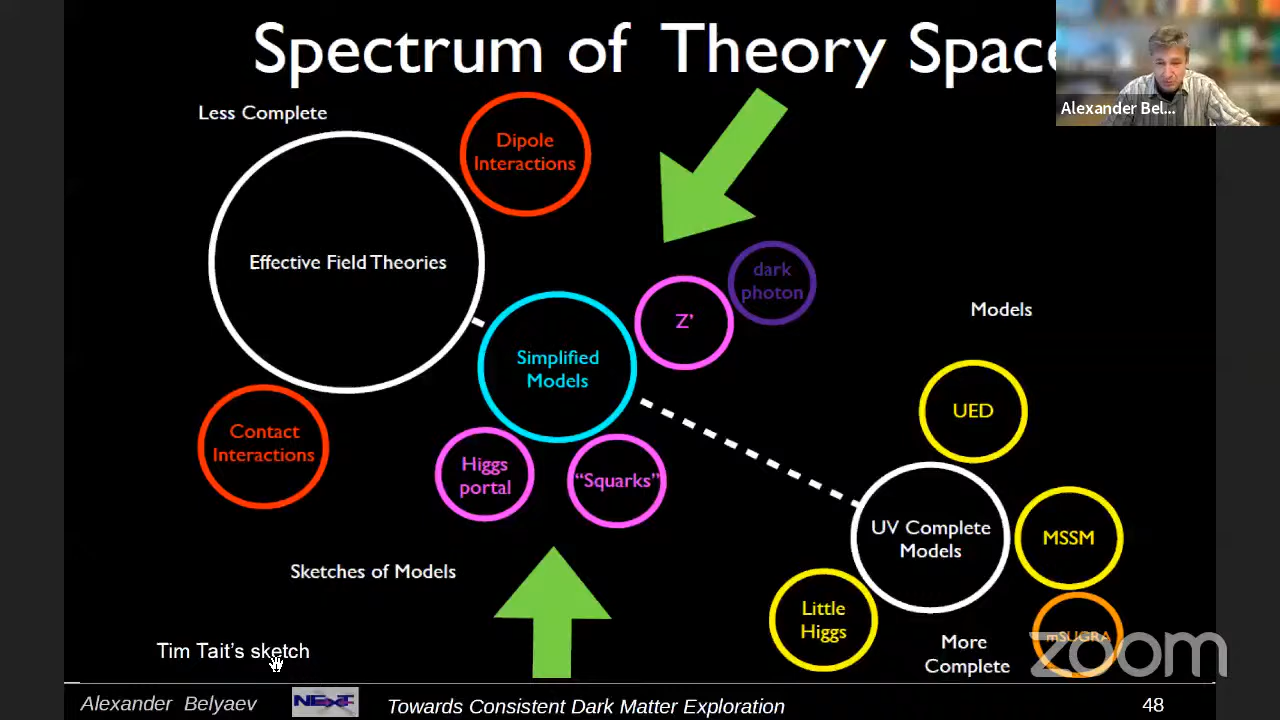 Spectrum of Theory Space
Alexander Bel...
Less Complete
Dipole
Interactions
Effective Field Theories
dark
photon
Z'
Models
Simplified
Models
UED
Contact
Interactions
Higgs
portal
"Squarks"
UV Complete
Models
MSSM
Sketches of Models
Little
Higgs
mSUGRA
More
Complete
zoom
Tim Tait's sketch
Alexander Belyaev
NExT
Towards Consistent Dark Matter Exploration
48